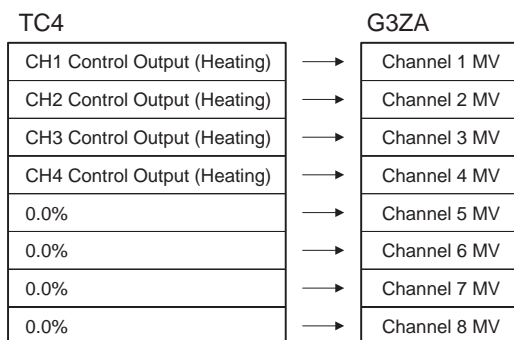 TC4 G3ZA
CH1 Control Output (Heating) Channel 1 MV
CH2 Control Output (Heating) Channel 2 MV
CH3 Control Output (Heating) Channel 3 MV
CH4 Control Output (Heating) Channel 4 MV
0.0% Channel 5 MV
0.0% Channel 6 MV
0.0% Channel 7 MV
0.0% Channel 8 MV